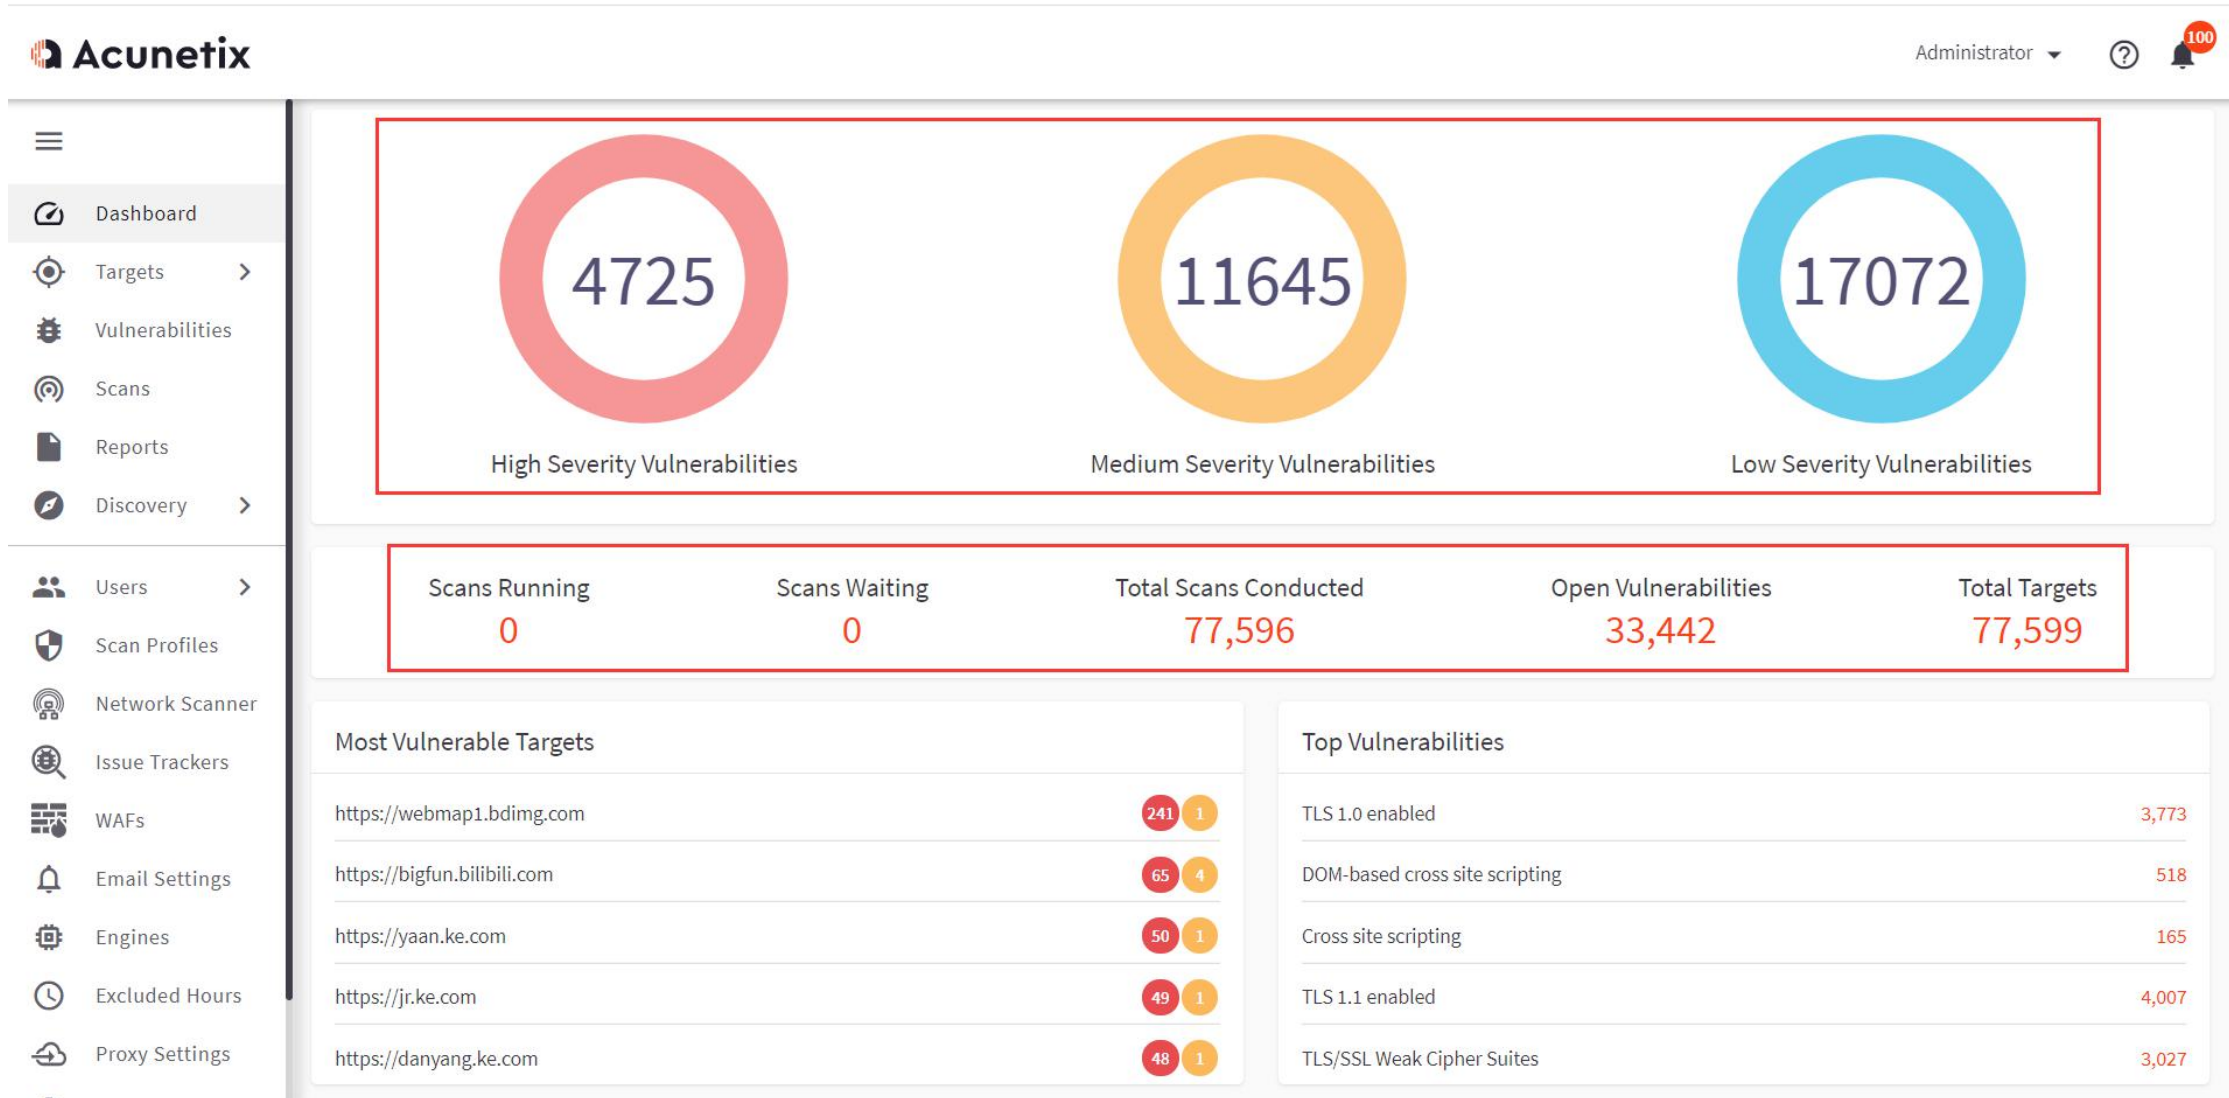 Acunetix
Administrator
100
Dashboard
Targets
Vulnerabilities
Scans
Reports
Discovery
Users
Scan Profiles
Network Scanner
Issue Trackers
WAFs
Email Settings
Engines
Excluded Hours
Proxy Settings
4725
High Severity Vulnerabilities
11645
Medium Severity Vulnerabilities
17072
Low Severity Vulnerabilities
Scans Running
0
Scans Waiting
0
Total Scans Conducted
77,596
Open Vulnerabilities
33,442
Total Targets
77,599
Most Vulnerable Targets
https://webmap1.bdimg.com 241 1
https://bigfun.bilibili.com 65 4
https://yaan.ke.com 50 1
https://jr.ke.com 49 1
https://danyang.ke.com 48 1
Top Vulnerabilities
TLS 1.0 enabled 3,773
DOM-based cross site scripting 518
Cross site scripting 165
TLS 1.1 enabled 4,007
TLS/SSL Weak Cipher Suites 3,027